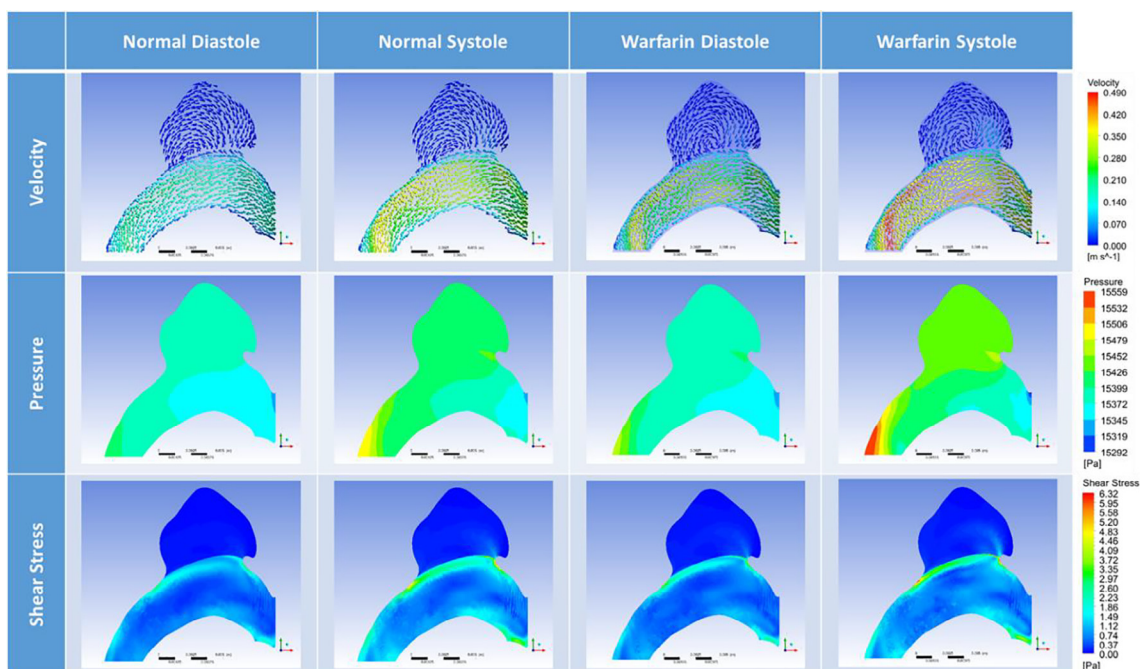 Normal Diastole
Normal Systole
Warfarin Diastole
Warfarin Systole
Velocity
Velocity
0.490
0.420
0.350
0.280
0.210
0.140
0.070
0.000
[m s^-1]
Pressure
Pressure
15559
15532
15506
15479
15452
15426
15399
15372
15345
15319
15292
[Pa]
Shear Stress
Shear Stress
6.32
5.95
5.58
5.20
4.83
4.46
4.09
3.72
3.35
2.97
2.60
2.23
1.86
1.49
1.12
0.74
0.37
0.00
[Pa]